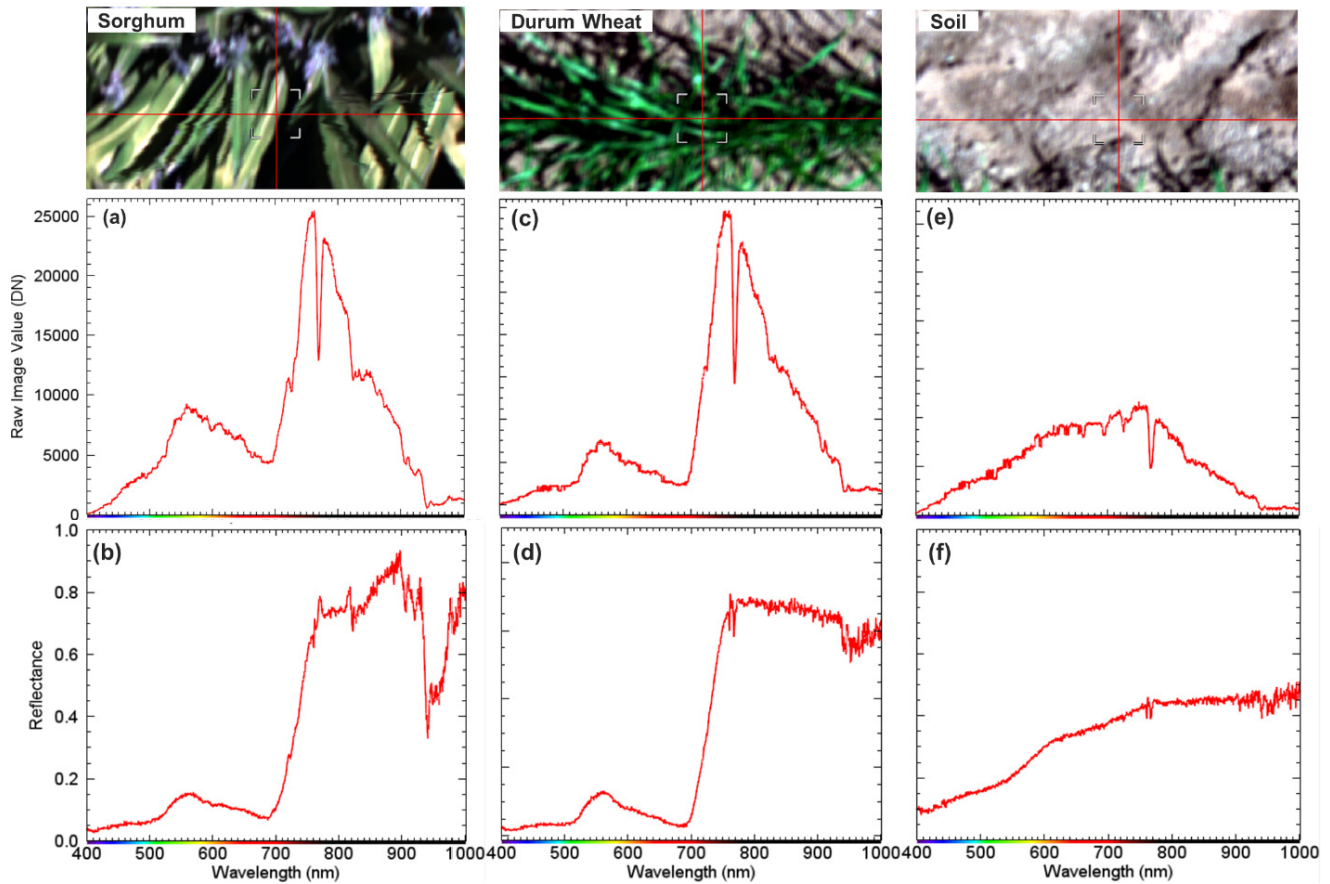 Sorghum
Durum Wheat
Soil
(a)
(c)
(e)
25000
20000
15000
10000
5000
0
Raw Image Value (DN)
(b)
(d)
(f)
1.0
0.8
0.6
0.4
0.2
0.0
Reflectance
400 500 600 700 800 900 1000
400 500 600 700 800 900 1000
400 500 600 700 800 900 1000
Wavelength (nm)
Wavelength (nm)
Wavelength (nm)